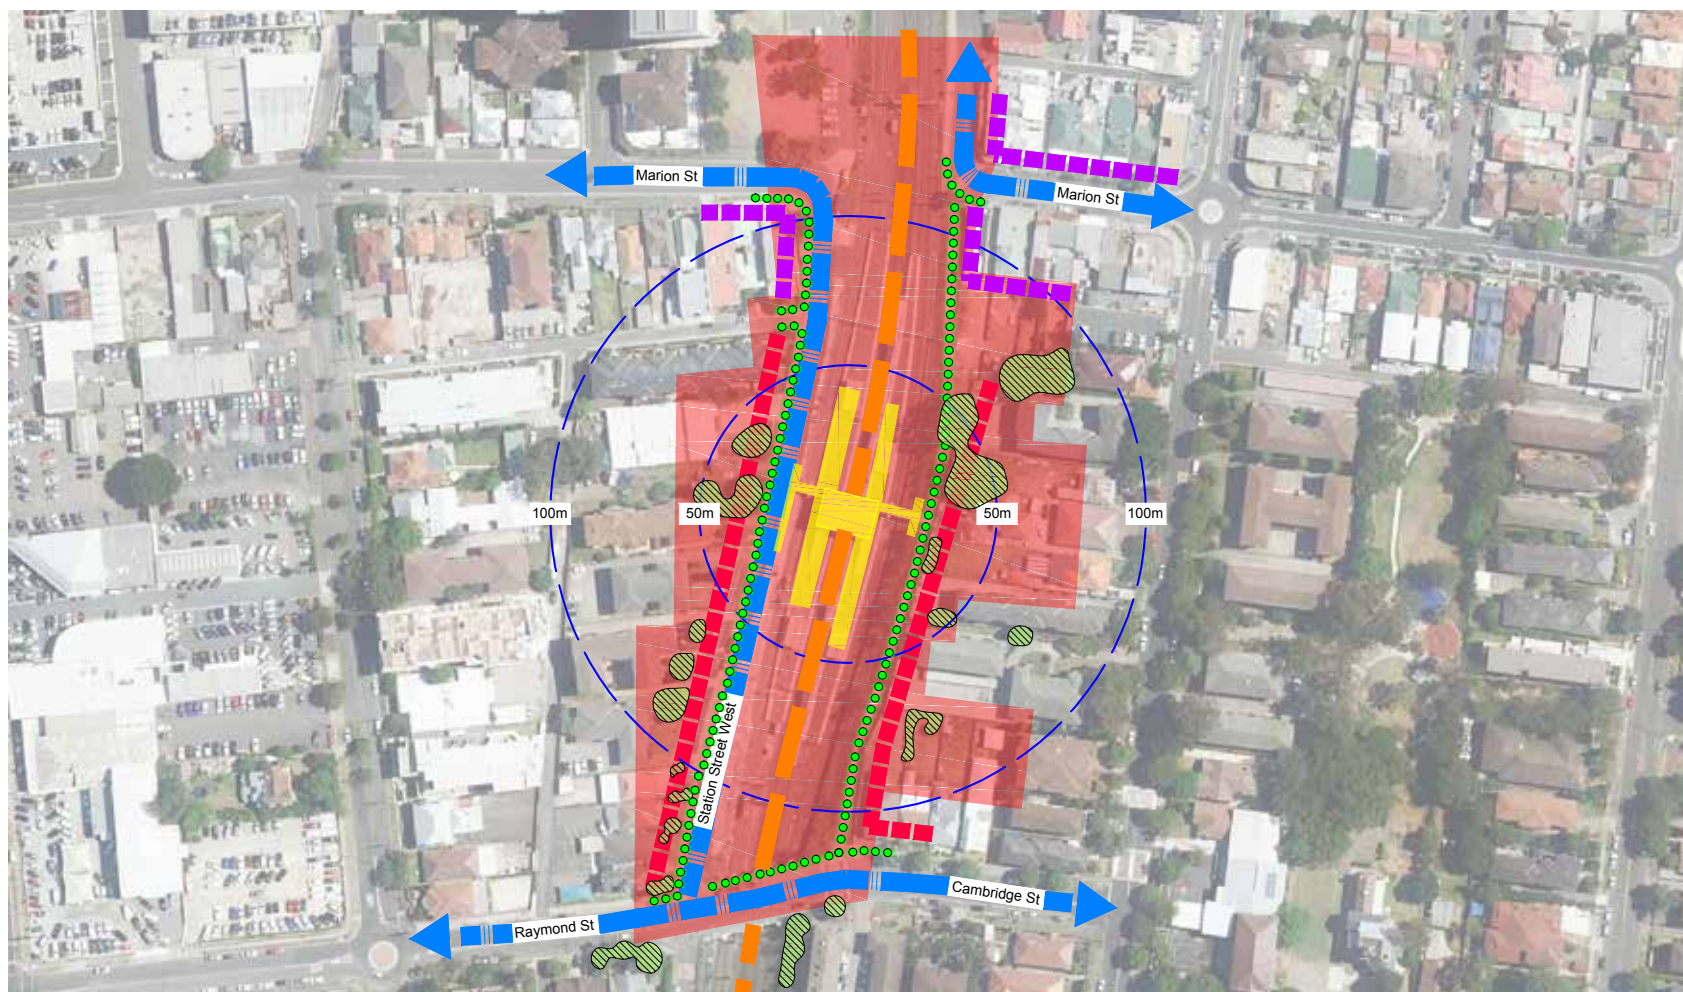 Marion St
Marion St
100m
50m
50m
100m
Station Street West
Cambridge St
Raymond St